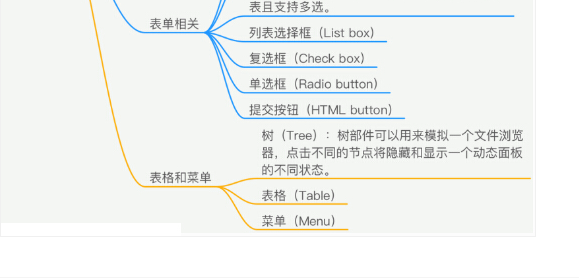 表且支持多选。
表单相关
列表选择框（List box）
复选框（Check box）
单选框（Radio button）
提交按钮（HTML button）
树（Tree）：树部件可以用来模拟一个文件浏览
器，点击不同的节点将隐藏和显示一个动态面板
的不同状态。
表格和菜单
表格（Table）
菜单（Menu）